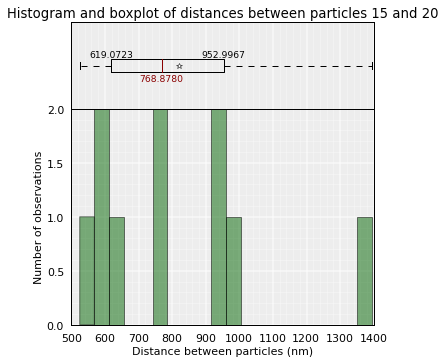 Histogram and boxplot of distances between particles 15 and 20
619.0723 952.9967
768.8780
2.0
1.5
1.0
0.5
0.0
Number of observations
500 600 700 800 900 1000 1100 1200 1300 1400
Distance between particles (nm)